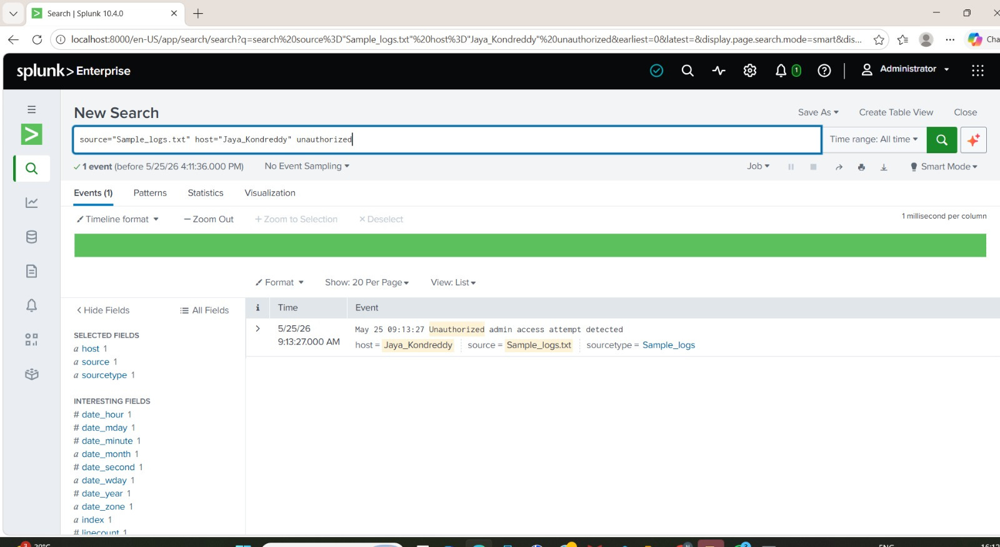 Search | Splunk 10.4.0
localhost:8000/en-US/app/search/search?q=search%20source%3D"Sample_logs.txt"%20host%3D"Jaya_Kondreddy"%20unauthorized&earliest=0&latest=&display.page.search.mode=smart&dis...
Cha
splunk> Enterprise
1
Administrator
New Search
Save As
Create Table View
Close
source="Sample_logs.txt" host="Jaya_Kondreddy" unauthorized
Time range: All time
1 event (before 5/25/26 4:11:36.000 PM)
No Event Sampling
Job
Smart Mode
Events (1)
Patterns
Statistics
Visualization
Timeline format
— Zoom Out
+ Zoom to Selection
× Deselect
1 millisecond per column
Format
Show: 20 Per Page
View: List
< Hide Fields
All Fields
i
Time
Event
SELECTED FIELDS
a host 1
a source 1
a sourcetype 1
INTERESTING FIELDS
# date_hour 1
# date_mday 1
# date_minute 1
a date_month 1
# date_second 1
a date_wday 1
# date_year 1
a date_zone 1
a index 1
# linecount 1
5/25/26
9:13:27.000 AM
May 25 09:13:27 Unauthorized admin access attempt detected
host = Jaya_Kondreddy
source = Sample_logs.txt
sourcetype = Sample_logs
3
ENG